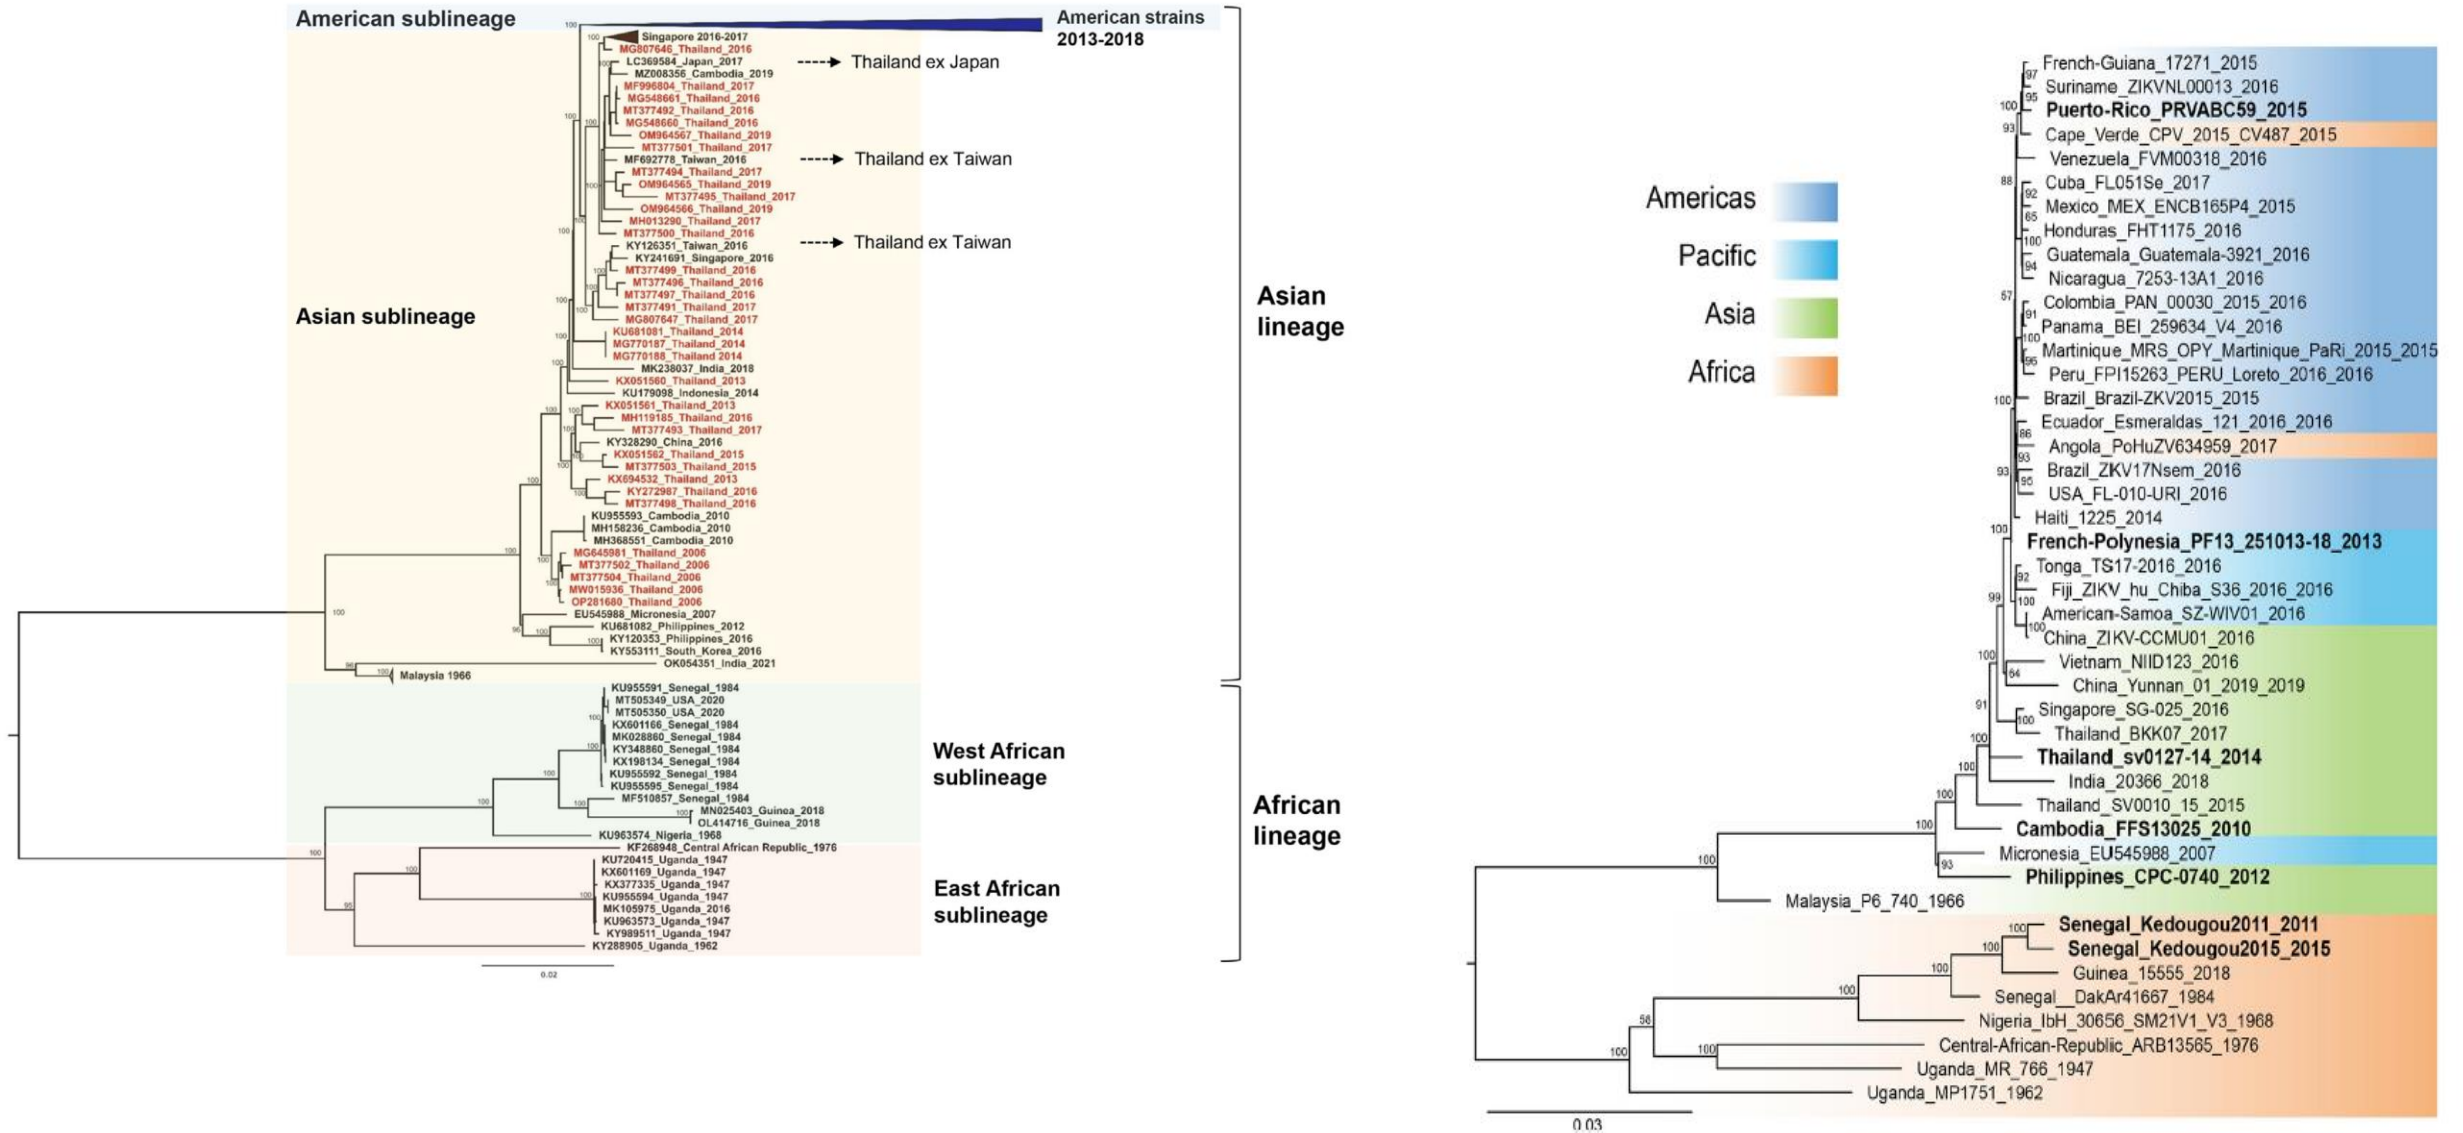 American sublineage
American strains
2013-2018
Singapore 2016-2017
MG807646_Thailand_2016
LC369584_Japan_2017
Thailand ex Japan
MZ008356_Cambodia_2019
MF996804_Thailand_2017
MG548661_Thailand_2016
MT377492_Thailand_2016
MG548660_Thailand_2016
OM964567_Thailand_2019
MT377501_Thailand_2017
MF692778_Taiwan_2016
Thailand ex Taiwan
MT377494_Thailand_2017
OM964565_Thailand_2019
MT377495_Thailand_2017
OM964566_Thailand_2019
MH013290_Thailand_2017
MT377500_Thailand_2016
KY126351_Taiwan_2016
Thailand ex Taiwan
KY241691_Singapore_2016
MT377499_Thailand_2016
MT377496_Thailand_2016
MT377497_Thailand_2016
MT377491_Thailand_2017
MG807647_Thailand_2017
Asian sublineage
Asian
lineage
KU681081_Thailand_2014
MG770187_Thailand_2014
MG770188_Thailand 2014
MK238037_India_2018
KX051560_Thailand_2013
KU179098_Indonesia_2014
KX051561_Thailand_2013
MH119185_Thailand_2016
MT377493_Thailand_2017
KY328290_China_2016
KX051562_Thailand_2015
MT377503_Thailand_2015
KX694532_Thailand_2013
KY272987_Thailand_2016
MT377498_Thailand_2016
KU955593_Cambodia_2010
MH158236_Cambodia_2010
MH368551_Cambodia_2010
MG645981_Thailand_2006
MT377502_Thailand_2006
MT377504_Thailand_2006
MW015936_Thailand_2006
OP281680_Thailand_2006
EU545988_Micronesia_2007
KU681082_Philippines_2012
KY120353_Philippines_2016
KY553111_South_Korea_2016
OK054351_India_2021
Malaysia 1966
KU955591_Senegal_1984
MT505349_USA_2020
MT505350_USA_2020
KX601166_Senegal_1984
MK028860_Senegal_1984
KY348860_Senegal_1984
KX198134_Senegal_1984
KU955592_Senegal_1984
KU955595_Senegal_1984
MF510857_Senegal_1984
MN025403_Guinea_2018
OL414716_Guinea_2018
KU963574_Nigeria_1968
West African
sublineage
African
lineage
KF268948_Central African Republic_1976
KU720415_Uganda_1947
KX601169_Uganda_1947
KX377335_Uganda_1947
KU955594_Uganda_1947
MK105975_Uganda_2016
KU963573_Uganda_1947
KY989511_Uganda_1947
KY288905_Uganda_1962
East African
sublineage
0.02
Americas
Pacific
Asia
Africa
French-Guiana_17271_2015
Suriname_ZIKVNL00013_2016
Puerto-Rico_PRVABC59_2015
Cape_Verde_CPV_2015_CV487_2015
Venezuela_FVM00318_2016
Cuba_FL051Se_2017
Mexico_MEX_ENCB165P4_2015
Honduras_FHT1175_2016
Guatemala_Guatemala-3921_2016
Nicaragua_7253-13A1_2016
Colombia_PAN_00030_2015_2016
Panama_BEI_259634_V4_2016
Martinique_MRS_OPY_Martinique_PaRi_2015_2015
Peru_FPI15263_PERU_Loreto_2016_2016
Brazil_Brazil-ZKV2015_2015
Ecuador_Esmeraldas_121_2016_2016
Angola_PoHuZV634959_2017
Brazil_ZIKV17Nsem_2016
USA_FL-010-URI_2016
Haiti_1225_2014
French-Polynesia_PF13_251013-18_2013
Tonga_TS17-2016_2016
Fiji_ZIKV_hu_Chiba_S36_2016_2016
American-Samoa_SZ-WIV01_2016
China_ZIKV-CCMU01_2016
Vietnam_NIID123_2016
China_Yunnan_01_2019_2019
Singapore_SG-025_2016
Thailand_BKK07_2017
Thailand_sv0127-14_2014
India_20366_2018
Thailand_SV0010_15_2015
Cambodia_FFS13025_2010
Micronesia_EU545988_2007
Philippines_CPC-0740_2012
Malaysia_P6_740_1966
Senegal_Kedougou2011_2011
Senegal_Kedougou2015_2015
Guinea_15555_2018
Senegal__DakAr41667_1984
Nigeria_IbH_30656_SM21V1_V3_1968
Central-African-Republic_ARB13565_1976
Uganda_MR_766_1947
Uganda_MP1751_1962
0.03